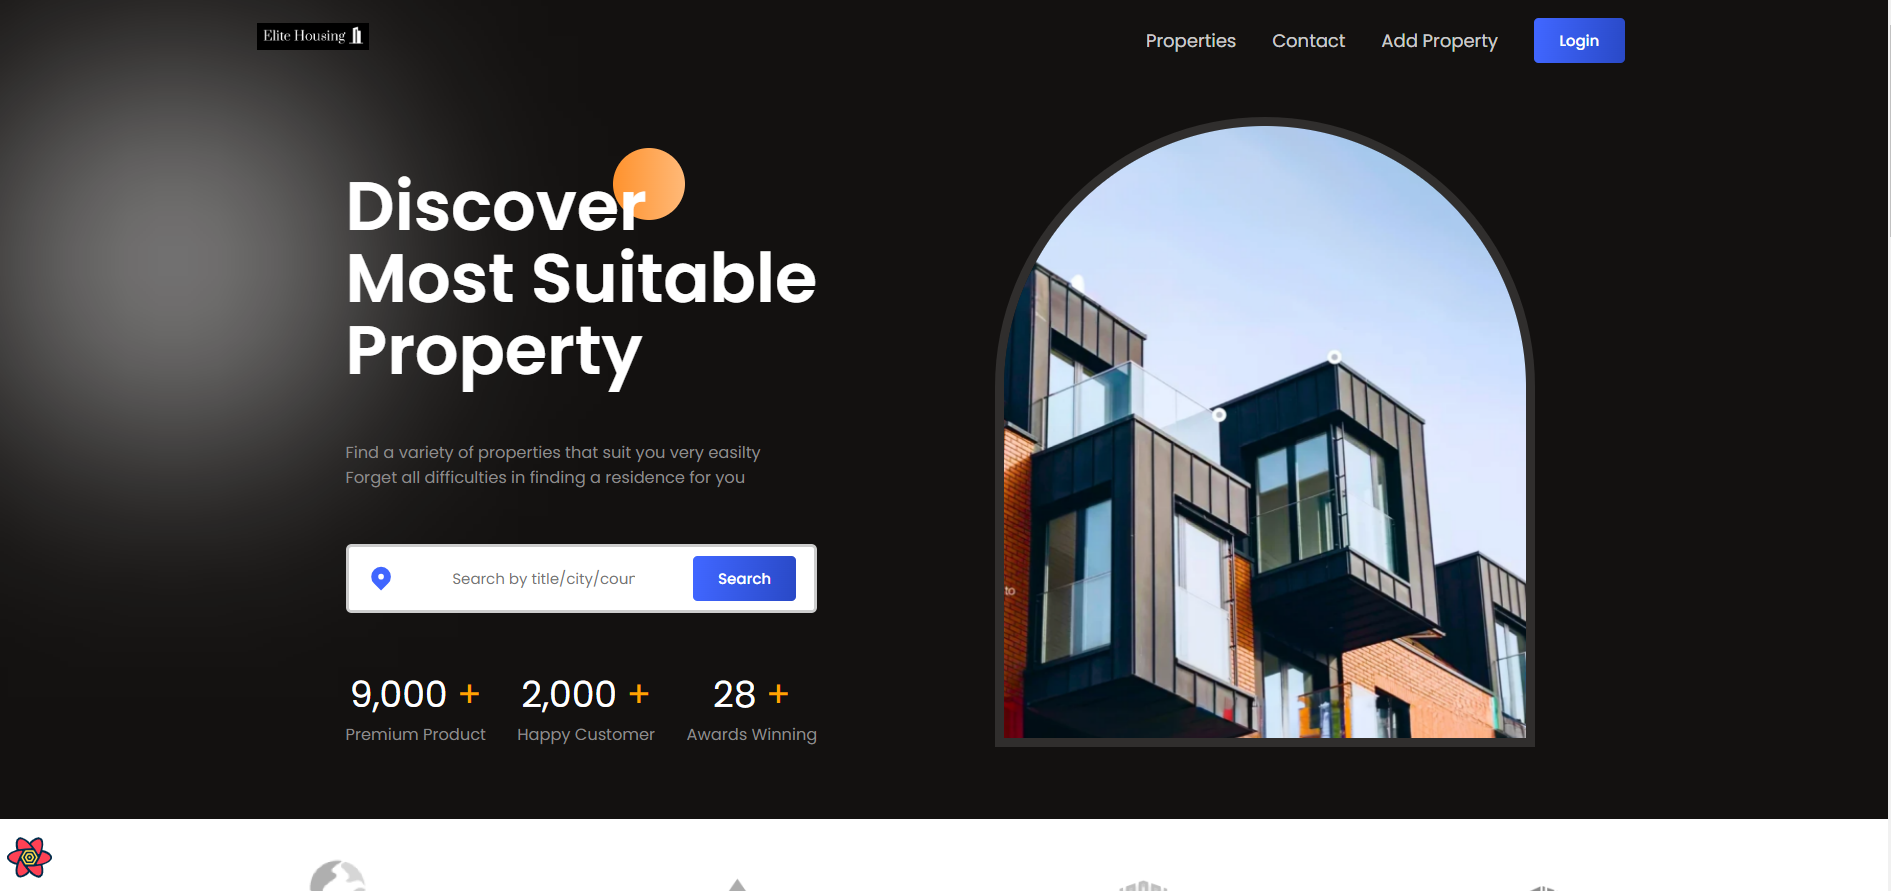 Elite Housing
Properties
Contact
Add Property
Login
Discover
Most Suitable
Property
Find a variety of properties that suit you very easilty
Forget all difficulties in finding a residence for you
Search by title/city/cour
Search
9,000 +
2,000 +
28 +
Premium Product
Happy Customer
Awards Winning
to